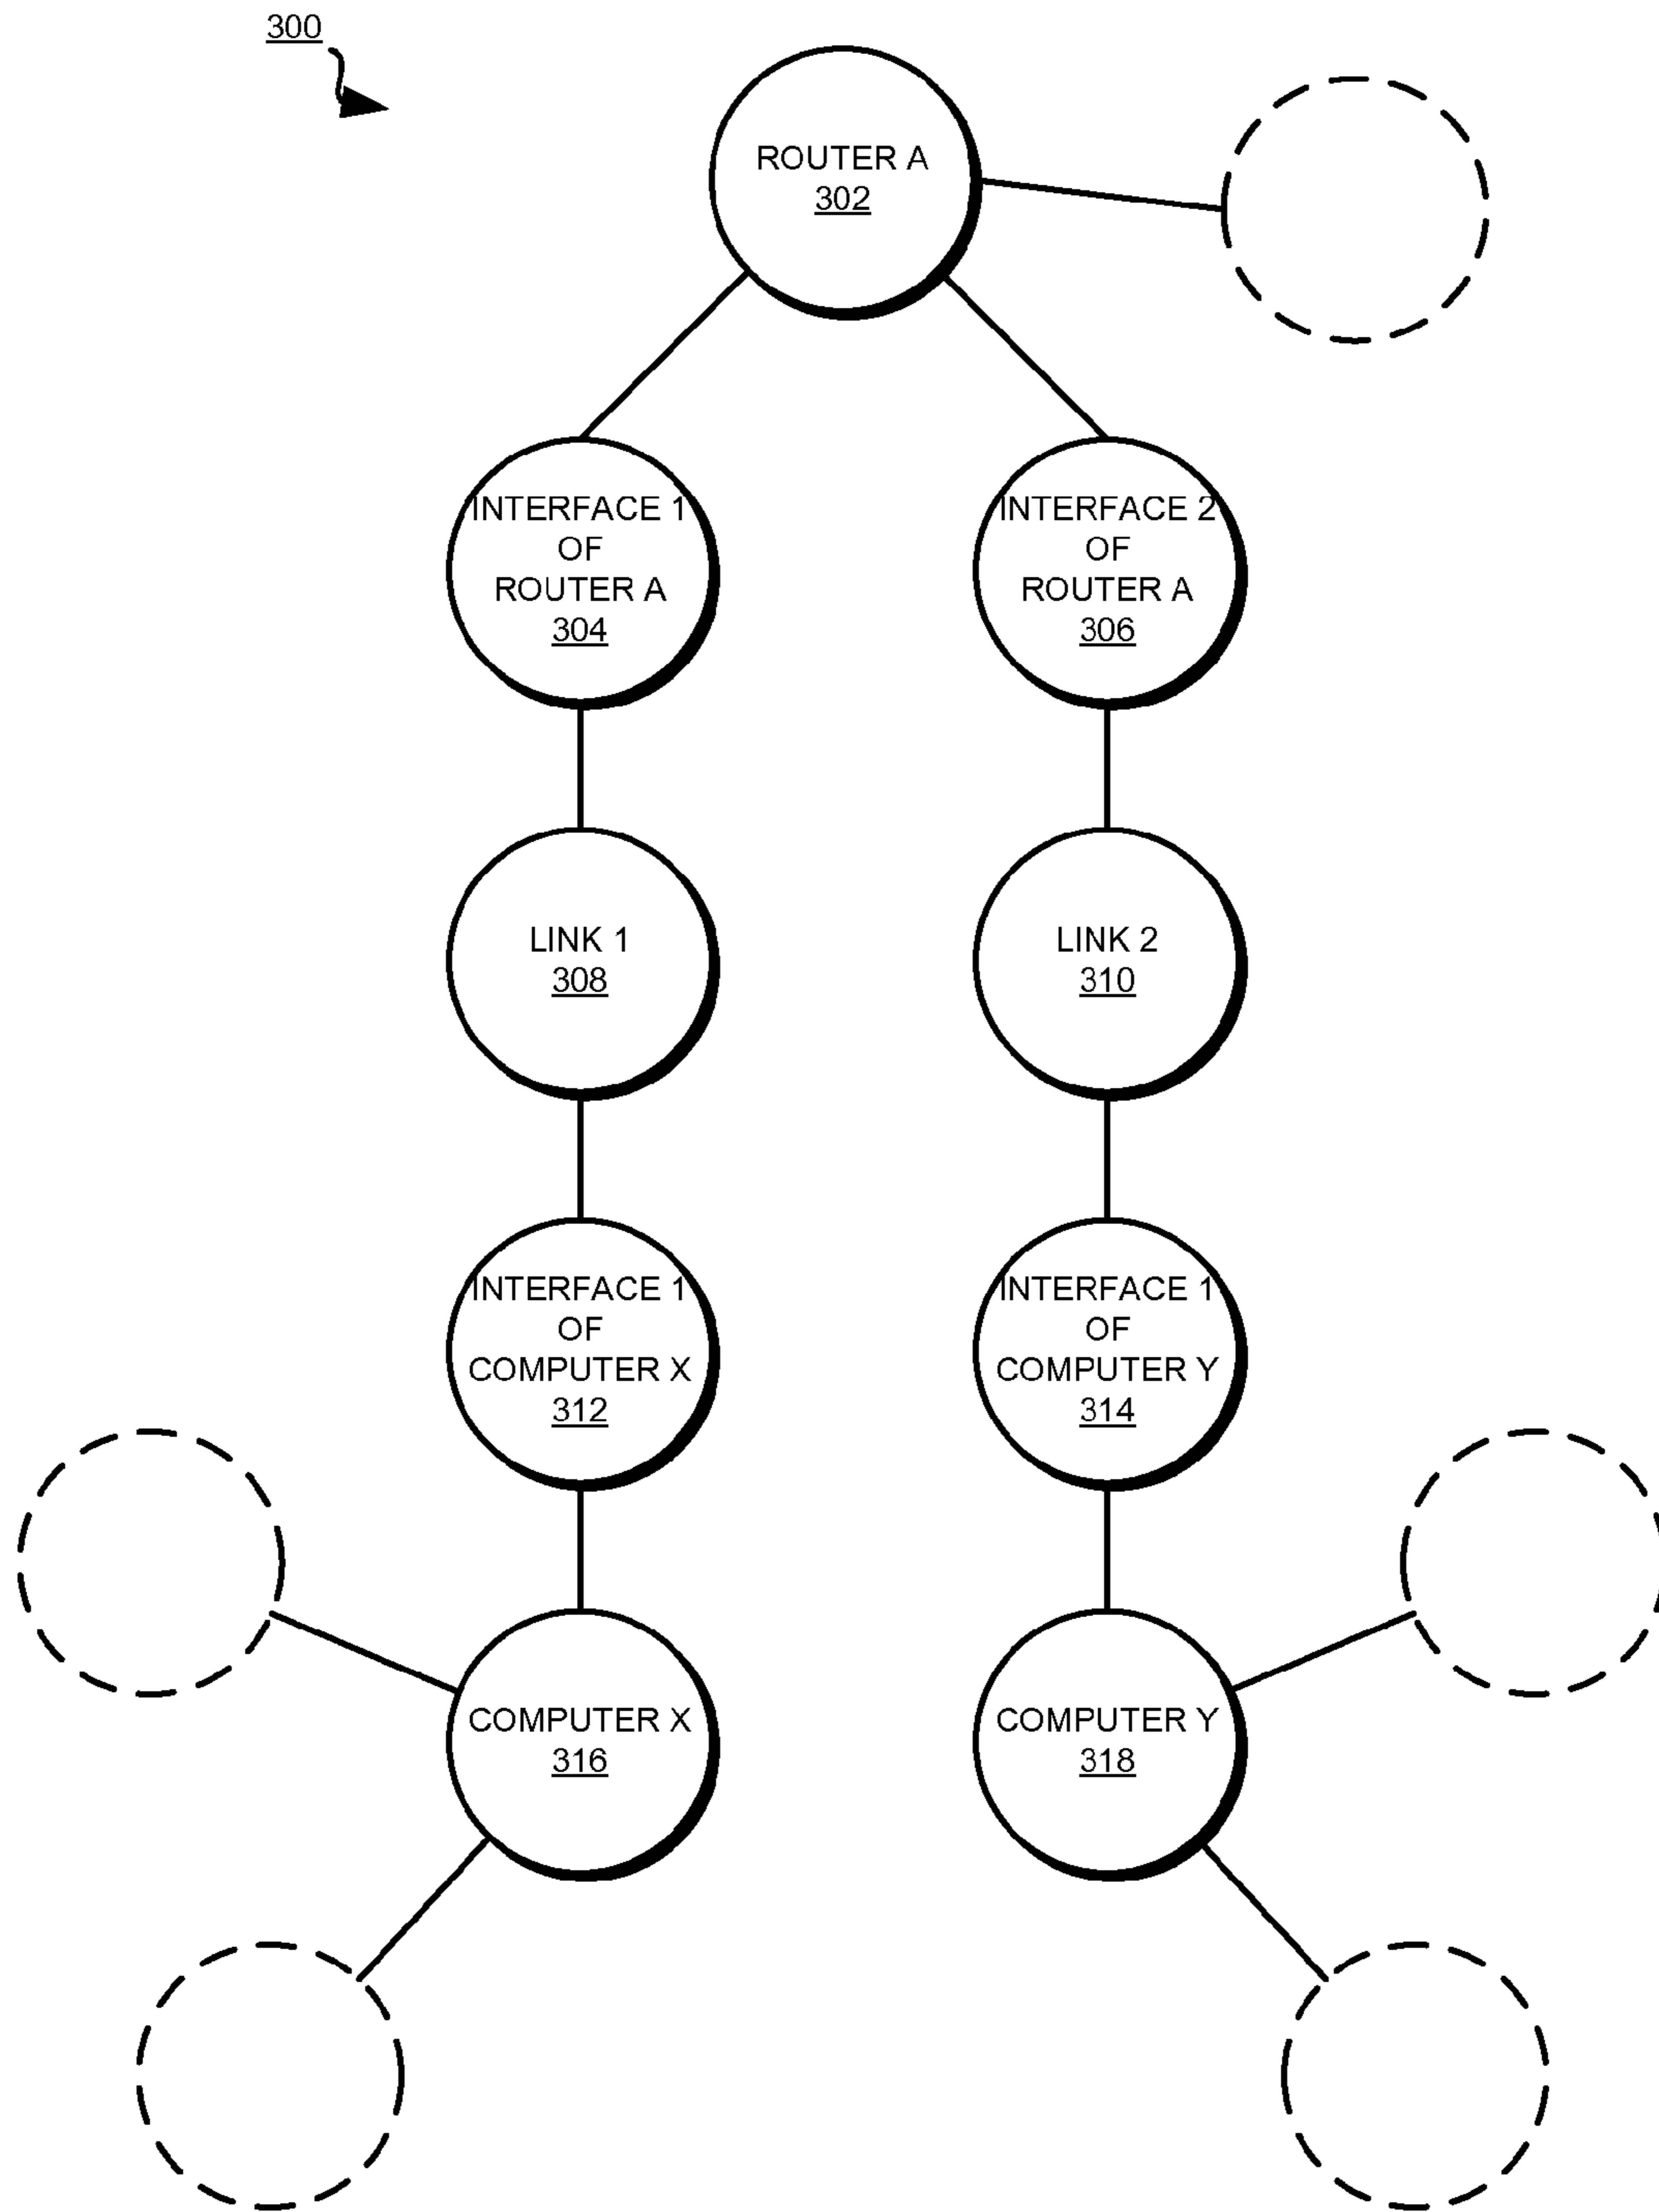 300
ROUTER A
302
INTERFACE 1
OF
ROUTER A
304
INTERFACE 2
OF
ROUTER A
306
LINK 1
308
LINK 2
310
INTERFACE 1
OF
COMPUTER X
312
INTERFACE 1
OF
COMPUTER Y
314
COMPUTER X
316
COMPUTER Y
318